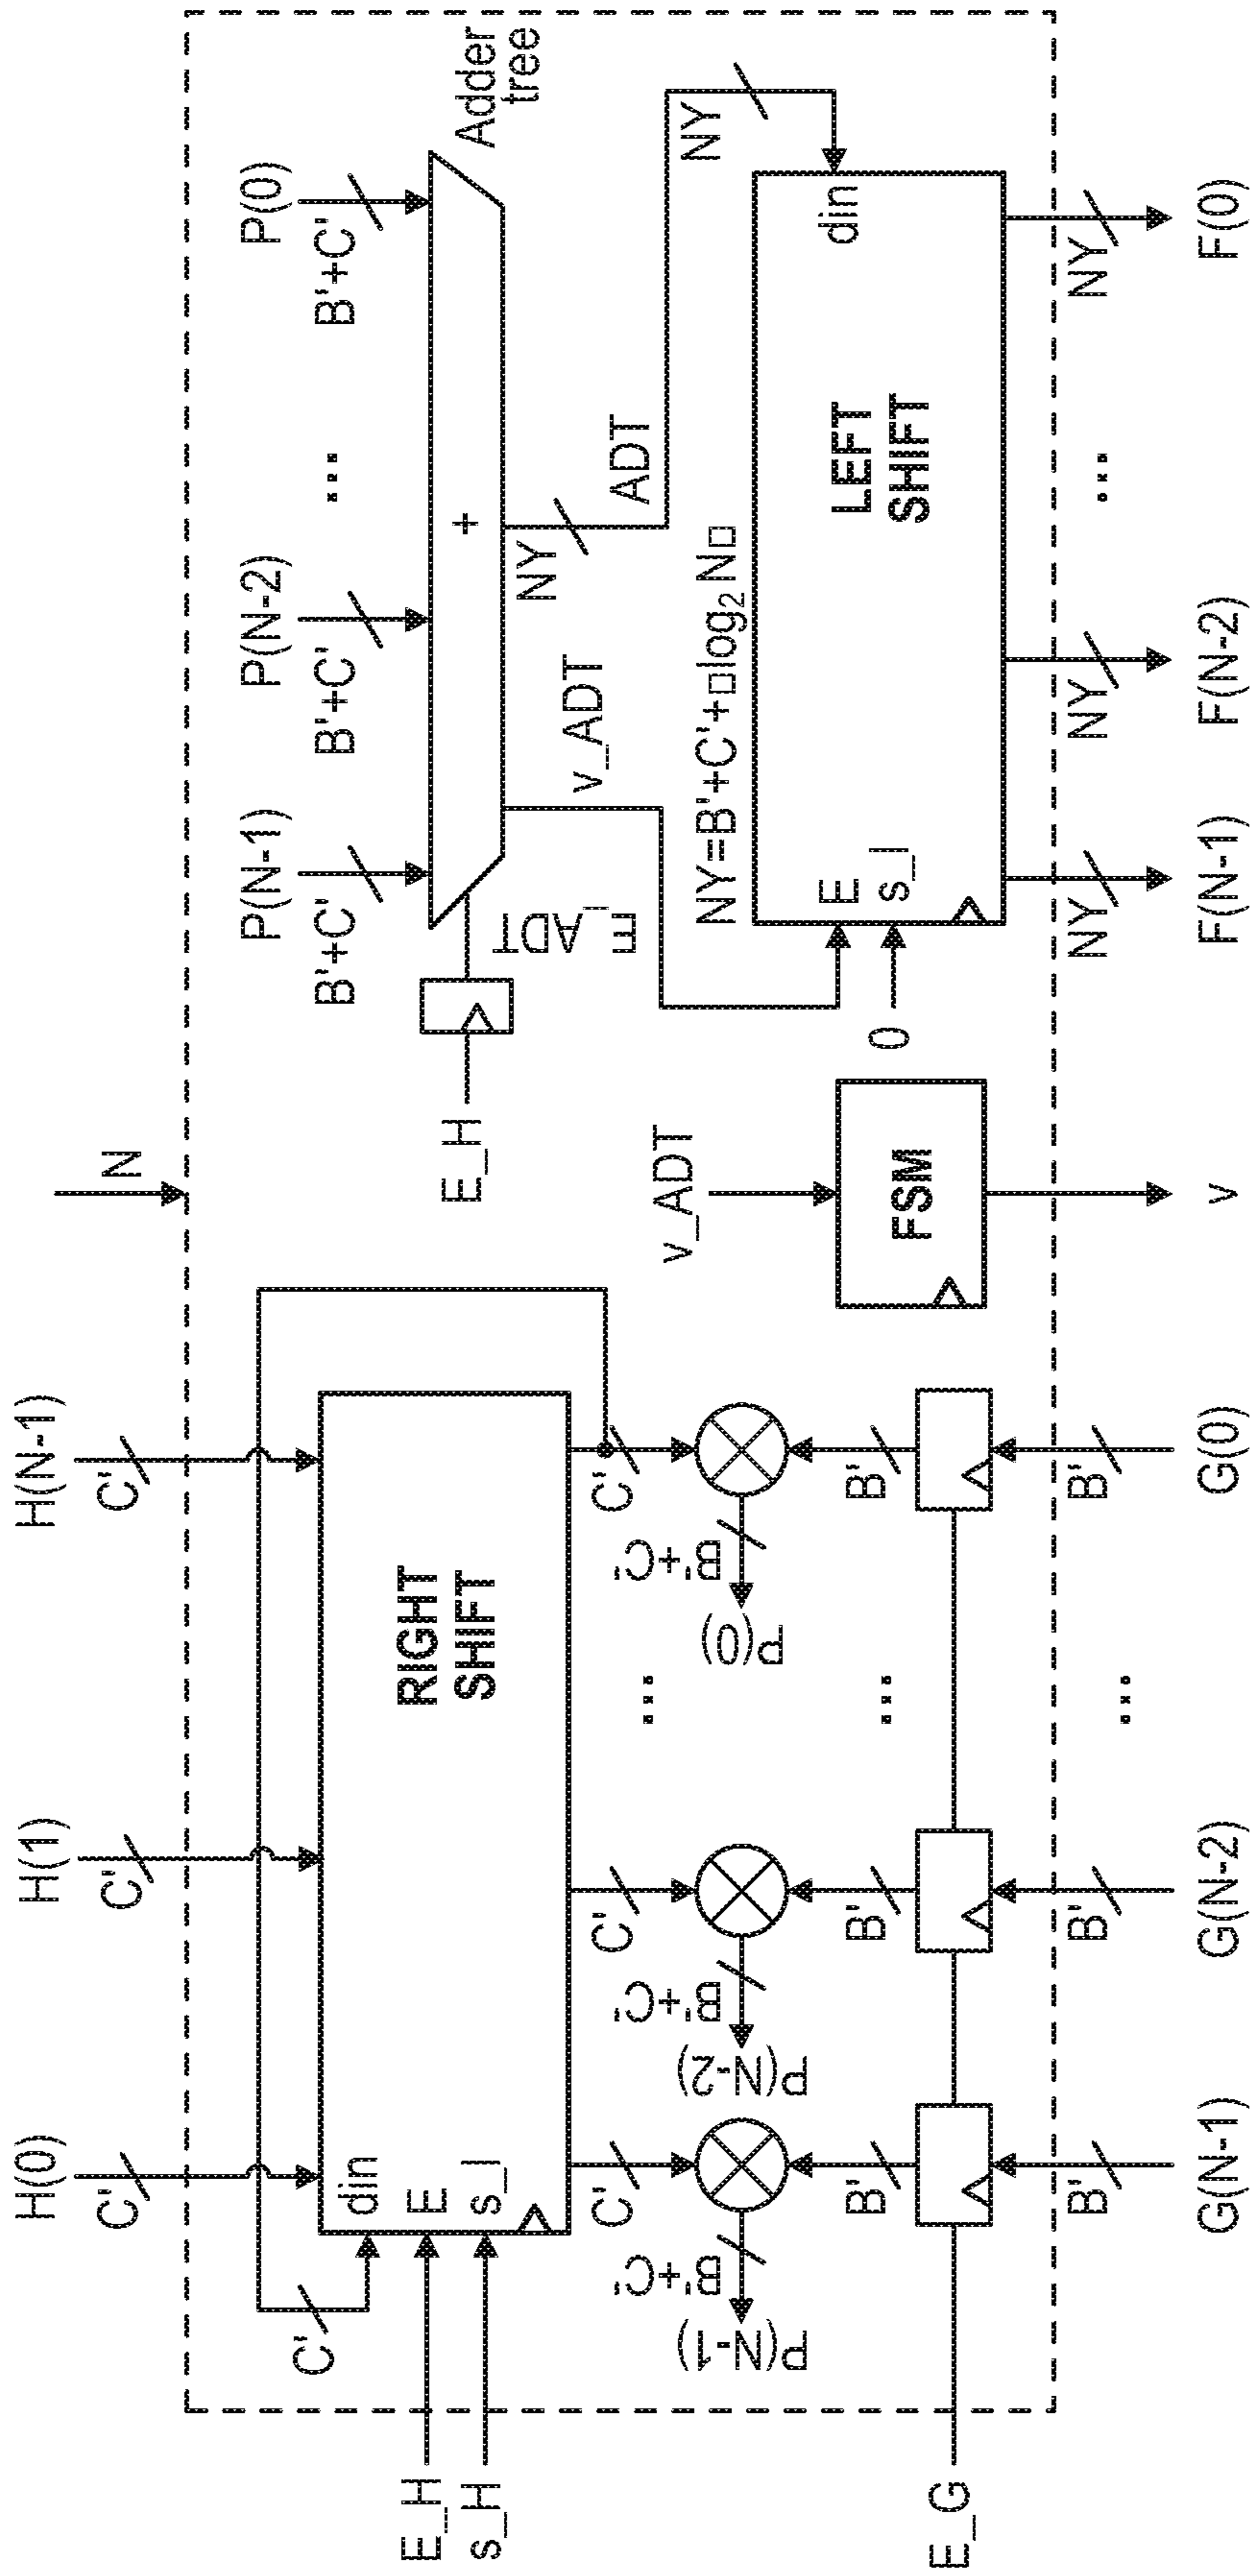 H(0)
H(1)
H(N-1)
N
C'
C'
C'
P(N-1)
P(N-2)
...
P(0)
B'+C'
B'+C'
B'+C'
Adder
tree
+
C'
din
E
s_l
RIGHT
SHIFT
E_H
s_H
E_H
E_ADT
NY
v_ADT
ADT
NY
C'
C'
...
C'
B'+C'
B'+C'
B'+C'
P(N-1)
P(N-2)
P(0)
v_ADT
NY=B'+C'+□log2 N□
din
E
s_l
0
LEFT
SHIFT
FSM
B'
B'
...
B'
E_G
B'
B'
...
B'
NY
NY
...
NY
G(N-1)
G(N-2)
G(0)
v
F(N-1)
F(N-2)
F(0)